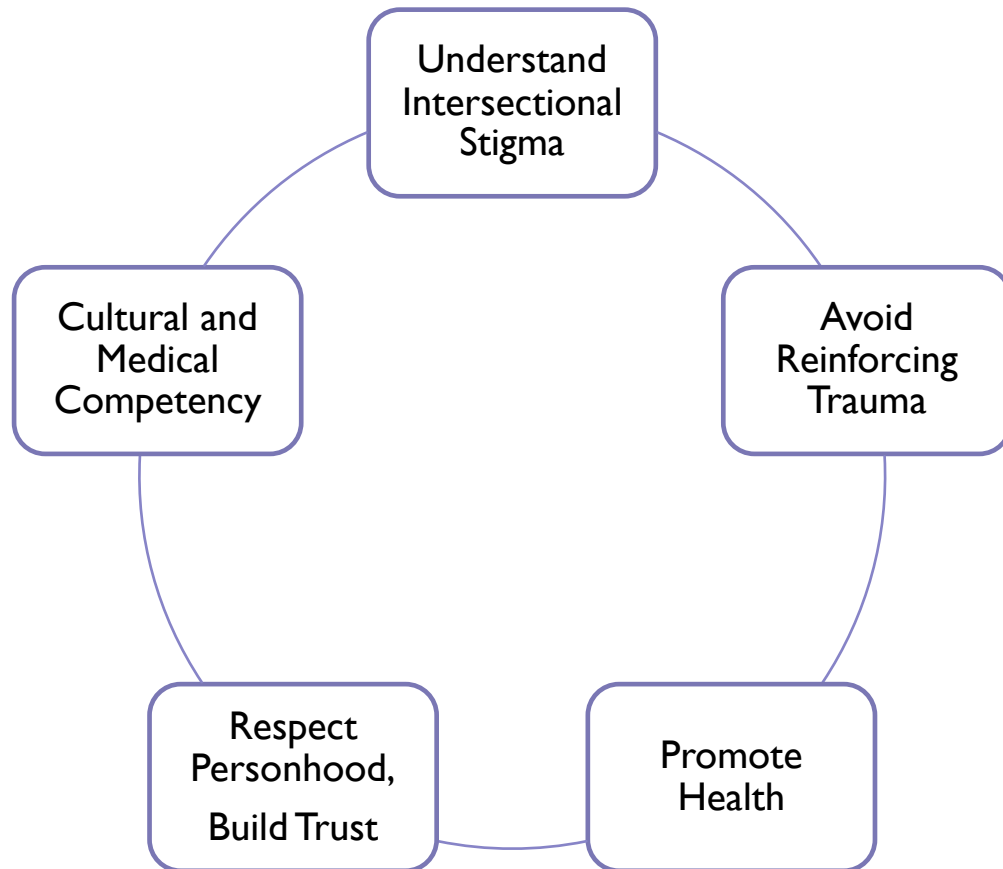 Understand
Intersectional
Stigma
Cultural and
Medical
Competency
Avoid
Reinforcing
Trauma
Respect
Personhood,
Build Trust
Promote
Health